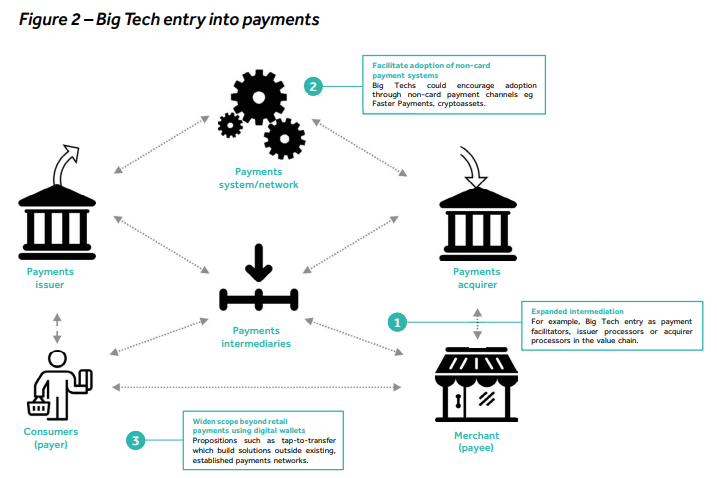 Figure 2 – Big Tech entry into payments
2
Facilitate adoption of non-card
payment systems
Big Techs could encourage adoption
through non-card payment channels eg
Faster Payments, cryptoassets.
Payments
system/network
Payments
issuer
Payments
acquirer
Payments
intermediaries
1
Expanded intermediation
For example, Big Tech entry as payment
facilitators, issuer processors or acquirer
processors in the value chain.
Consumers
(payer)
Merchant
(payee)
3
Widen scope beyond retail
payments using digital wallets
Propositions such as tap-to-transfer
which build solutions outside existing,
established payments networks.